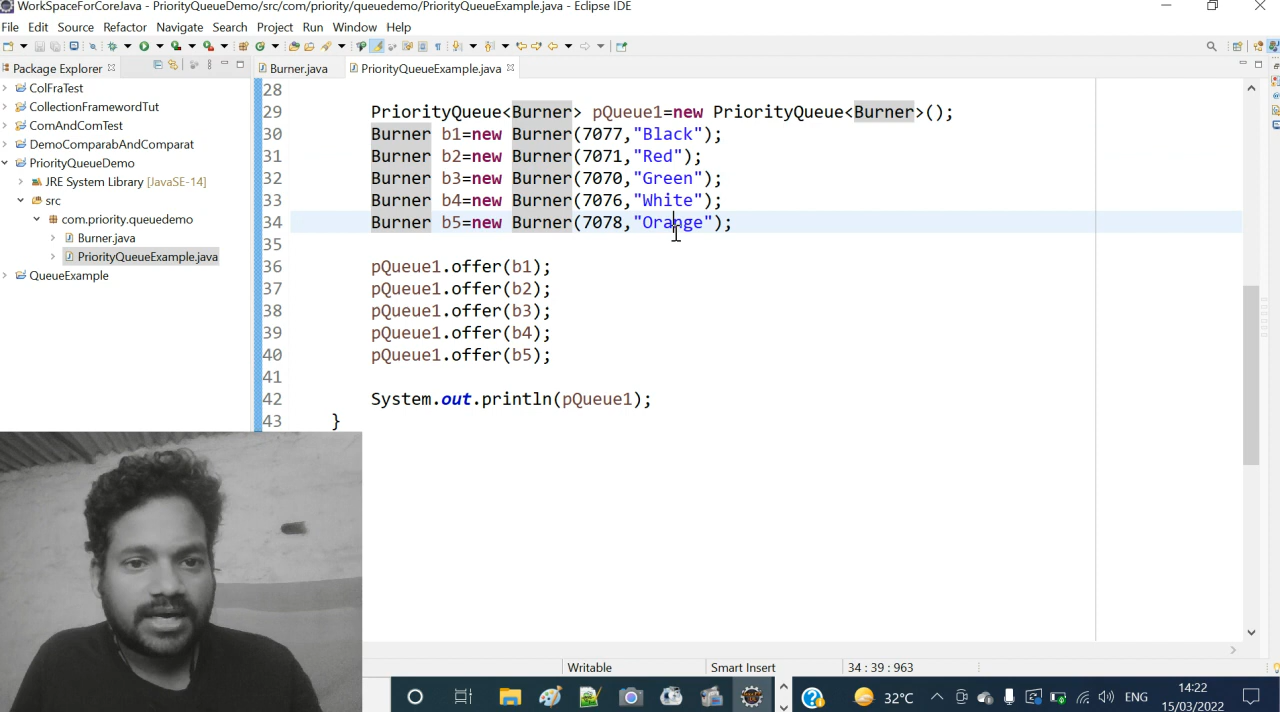 WorkSpaceForCoreJava - PriorityQueueDemo/src/com/priority/queuedemo/PriorityQueueExample.java - Eclipse IDE
File Edit Source Refactor Navigate Search Project Run Window Help
Package Explorer
Burner.java
PriorityQueueExample.java
ColFraTest
CollectionFramewordTut
ComAndComTest
DemoComparabAndComparat
PriorityQueueDemo
JRE System Library [JavaSE-14]
src
com.priority.queuedemo
Burner.java
PriorityQueueExample.java
QueueExample
28
29 PriorityQueue<Burner> pQueue1=new PriorityQueue<Burner>();
30 Burner b1=new Burner(7077,"Black");
31 Burner b2=new Burner(7071,"Red");
32 Burner b3=new Burner(7070,"Green");
33 Burner b4=new Burner(7076,"White");
34 Burner b5=new Burner(7078,"Orange");
35
36 pQueue1.offer(b1);
37 pQueue1.offer(b2);
38 pQueue1.offer(b3);
39 pQueue1.offer(b4);
40 pQueue1.offer(b5);
41
42 System.out.println(pQueue1);
43 }
Writable Smart Insert 34 : 39 : 963
32°C ENG 14:22
15/03/2022